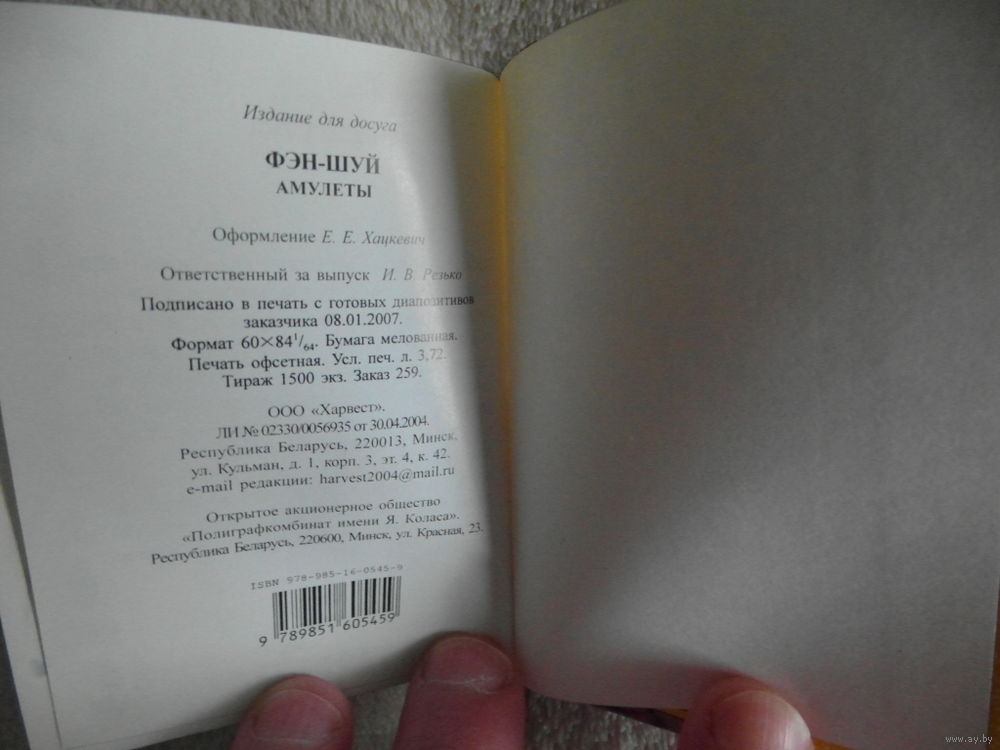 Издание для досуга
ФЭН-ШУЙ
АМУЛЕТЫ
Оформление Е. Е. Хацкевич
Ответственный за выпуск И. В. Резько
Подписано в печать с готовых диапозитивов
заказчика 08.01.2007.
Формат 60×84¹/₆₄. Бумага мелованная.
Печать офсетная. Усл. печ. л. 3,72.
Тираж 1500 экз. Заказ 259.
ООО «Харвест».
ЛИ № 02330/0056935 от 30.04.2004.
Республика Беларусь, 220013, Минск,
ул. Кульман, д. 1, корп. 3, эт. 4, к. 42.
e-mail редакции: harvest2004@mail.ru
Открытое акционерное общество
«Полиграфкомбинат имени Я. Коласа».
Республика Беларусь, 220600, Минск, ул. Красная, 23.
ISBN 978-985-16-0545-9
9 789851 605459
www.ay.by